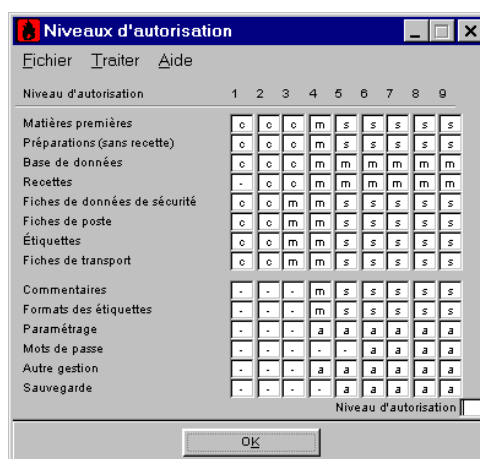 Niveaux d'autorisation
Fichier Traiter Aide
Niveau d'autorisation 1 2 3 4 5 6 7 8 9
Matières premières c c c m s s s s s
Préparations (sans recette) c c c m s s s s s
Base de données c c c m m m m m m
Recettes - c c m m m m m m
Fiches de données de sécurité c c m m s s s s s
Fiches de poste c c m m s s s s s
Étiquettes c c m m s s s s s
Fiches de transport c c m m s s s s s
Commentaires - - - m s s s s s
Formats des étiquettes - - - m s s s s s
Paramétrage - - - a a a a a a
Mots de passe - - - - - a a a a
Autre gestion - - - a a a a a a
Sauvegarde - - - - a a a a a
Niveau d'autorisation
OK